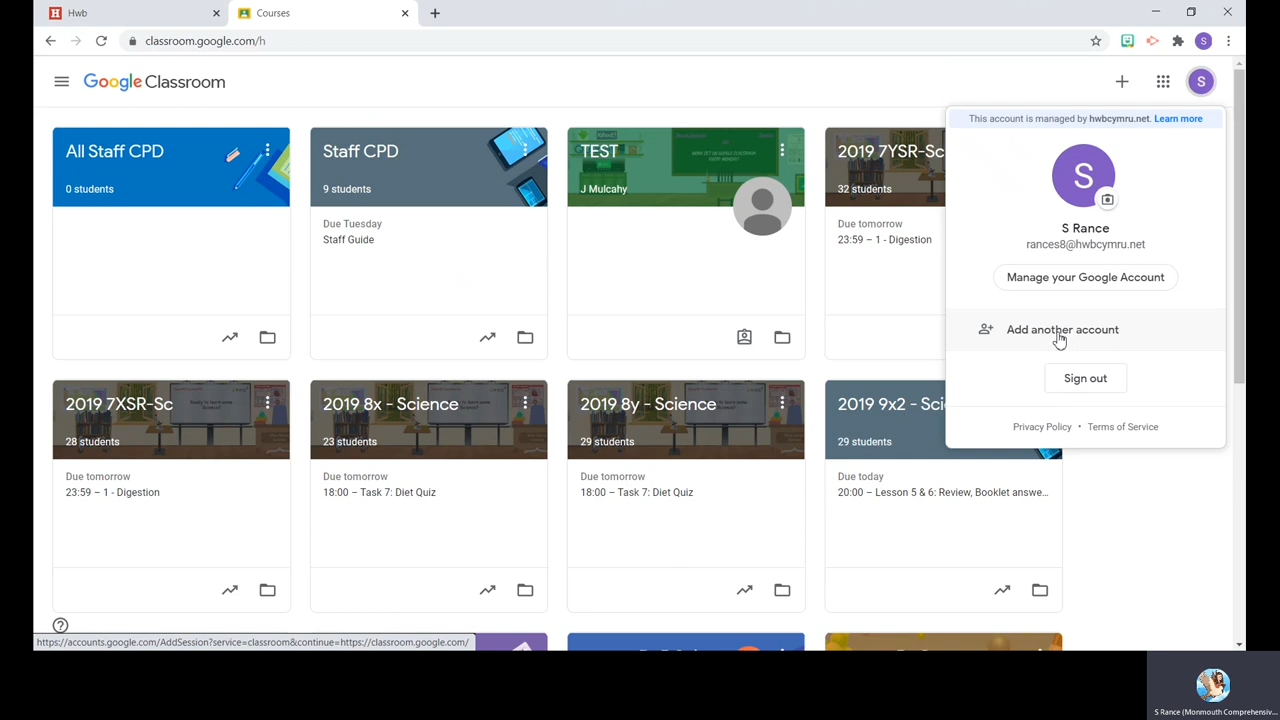 Hwb
Courses
classroom.google.com/h
S
Google Classroom
S
This account is managed by hwbcymru.net. Learn more
S
S Rance
rances8@hwbcymru.net
Manage your Google Account
Add another account
Sign out
Privacy Policy • Terms of Service
All Staff CPD
0 students
Staff CPD
9 students
Due Tuesday
Staff Guide
TEST
J Mulcahy
2019 7YSR-Sc
32 students
Due tomorrow
23:59 – 1 - Digestion
2019 7XSR-Sc
28 students
Due tomorrow
23:59 – 1 - Digestion
2019 8x - Science
23 students
Due tomorrow
18:00 – Task 7: Diet Quiz
2019 8y - Science
29 students
Due tomorrow
18:00 – Task 7: Diet Quiz
2019 9x2 - Sci
29 students
Due today
20:00 – Lesson 5 & 6: Review, Booklet answe...
https://accounts.google.com/AddSession?service=classroom&continue=https://classroom.google.com/
S Rance (Monmouth Comprehensiv...